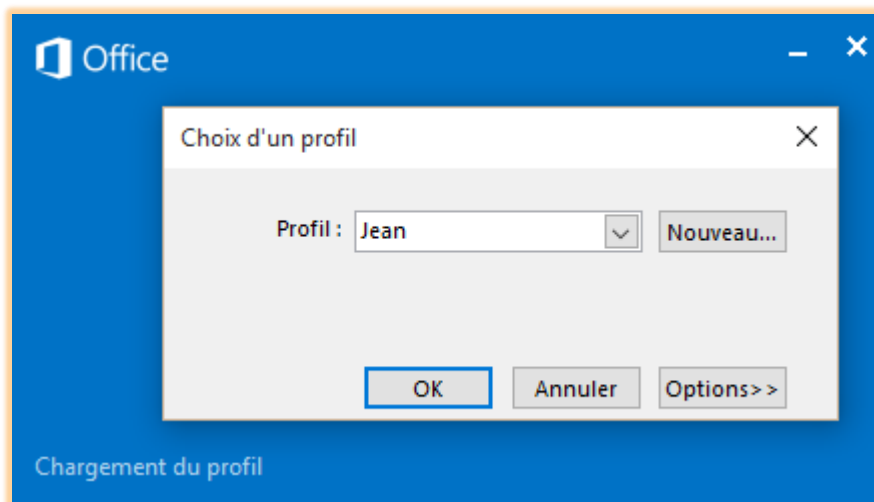 Office
Choix d'un profil
Profil : Jean Nouveau...
OK Annuler Options>>
Chargement du profil